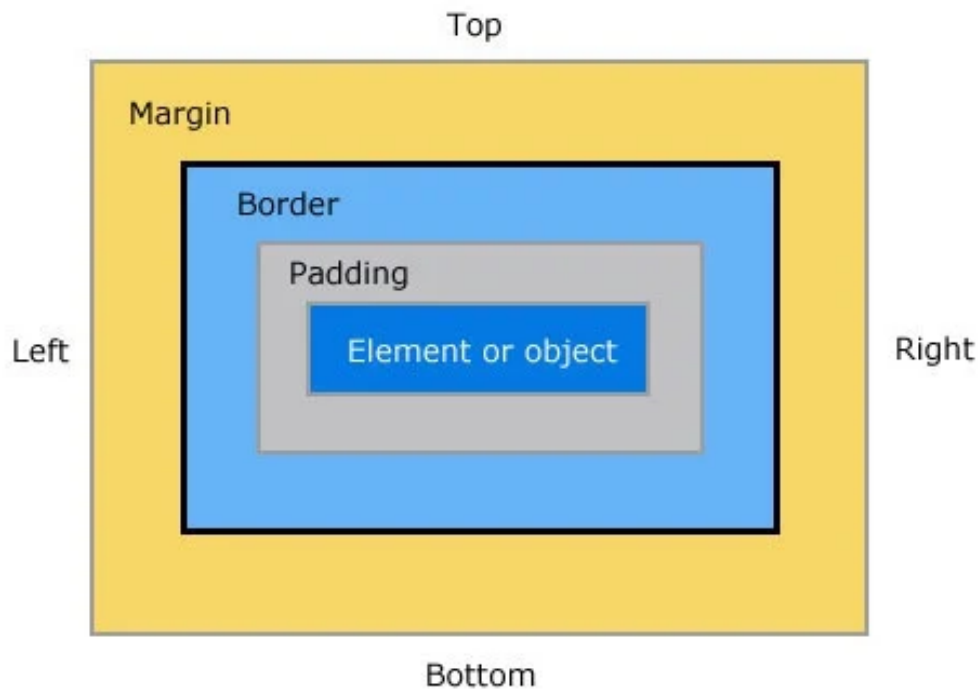 Top
Margin
Border
Padding
Left
Element or object
Right
Bottom